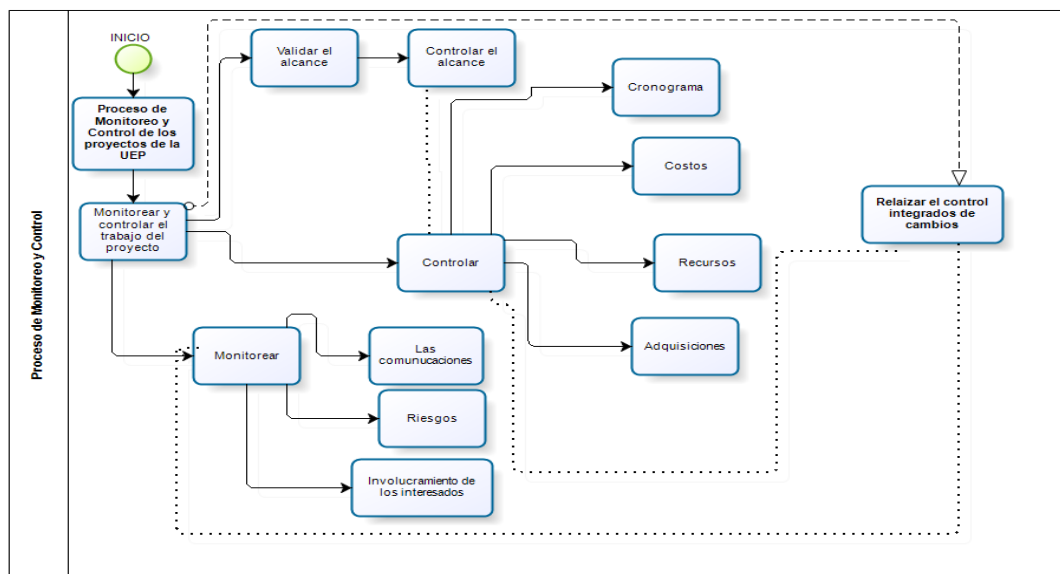 Proceso de Monitoreo y Control
INICIO
Proceso de
Monitoreo y
Control de los
proyectos de la
UEP
Monitorear y
controlar el
trabajo del
proyecto
Validar el
alcance
Controlar el
alcance
Cronograma
Costos
Relaizar el control
integrados de
cambios
Controlar
Recursos
Adquisiciones
Monitorear
Las
comunucaciones
Riesgos
Involucramiento de
los interesados